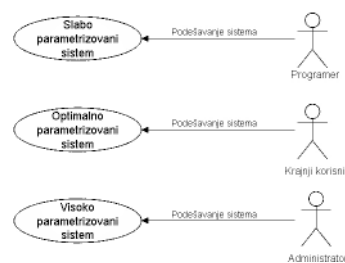 Slabo
parametrizovani
sistem
Podešavanje sistema
Programer
Optimalno
parametrizovani
sistem
Podešavanje sistema
Krajnji korisni
Visoko
parametrizovani
sistem
Podešavanje sistema
Administrato